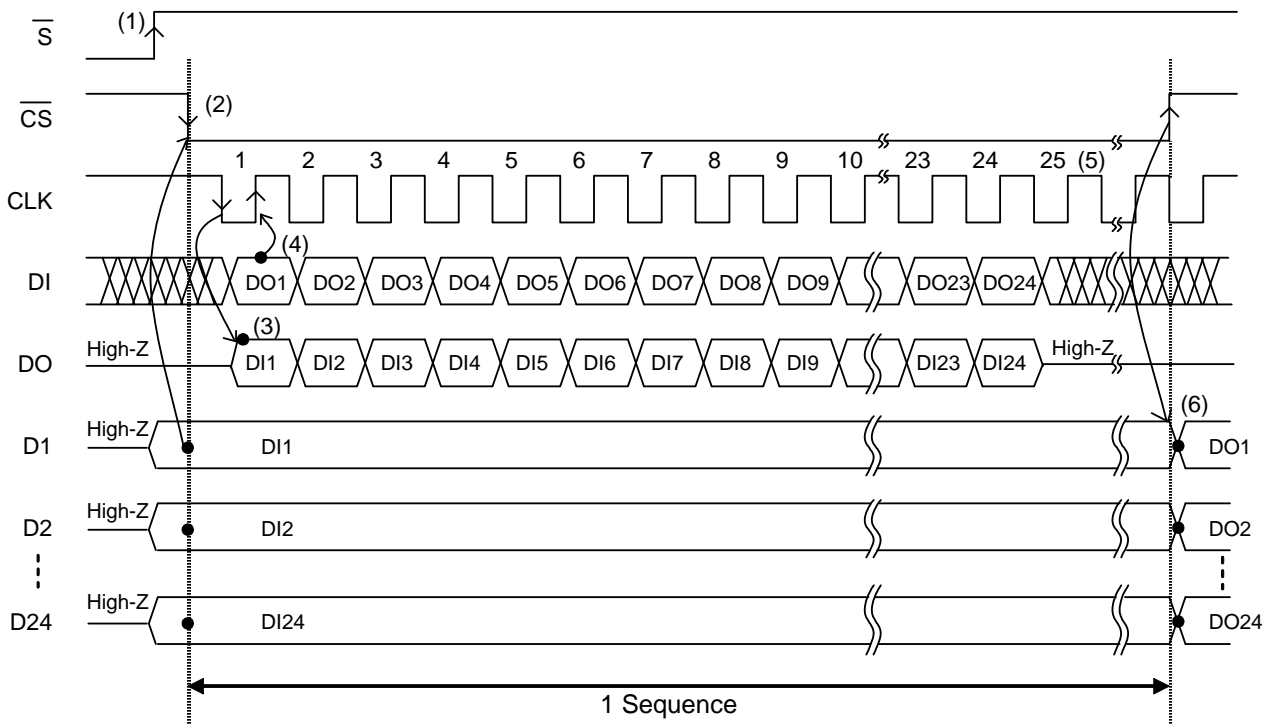 S (1)
CS (2)
1 2 3 4 5 6 7 8 9 10 23 24 25 (5)
CLK
(4)
DI DO1 DO2 DO3 DO4 DO5 DO6 DO7 DO8 DO9 DO23 DO24
(3)
DO High-Z DI1 DI2 DI3 DI4 DI5 DI6 DI7 DI8 DI9 DI23 DI24 High-Z
(6)
D1 High-Z DI1 DO1
D2 High-Z DI2 DO2
D24 High-Z DI24 DO24
1 Sequence